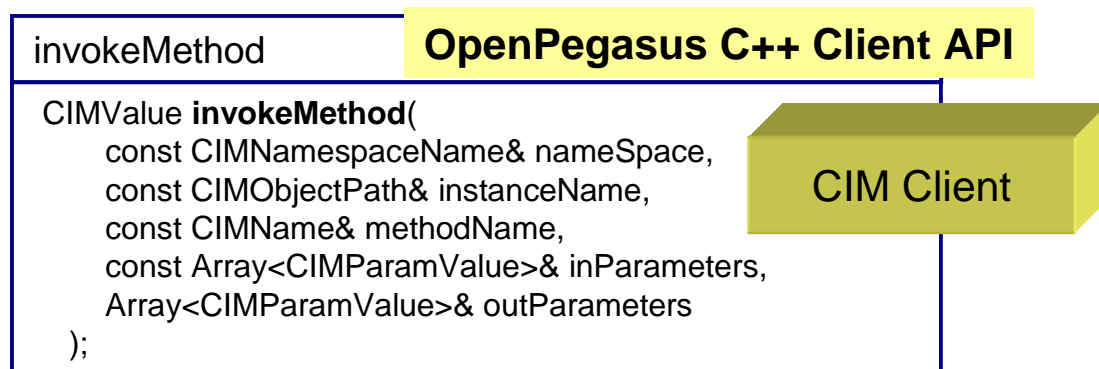 invokeMethod
OpenPegasus C++ Client API
CIMValue invokeMethod(
const CIMNamespaceName& nameSpace,
const CIMObjectPath& instanceName,
const CIMName& methodName,
const Array<CIMParamValue>& inParameters,
Array<CIMParamValue>& outParameters
);
CIM Client